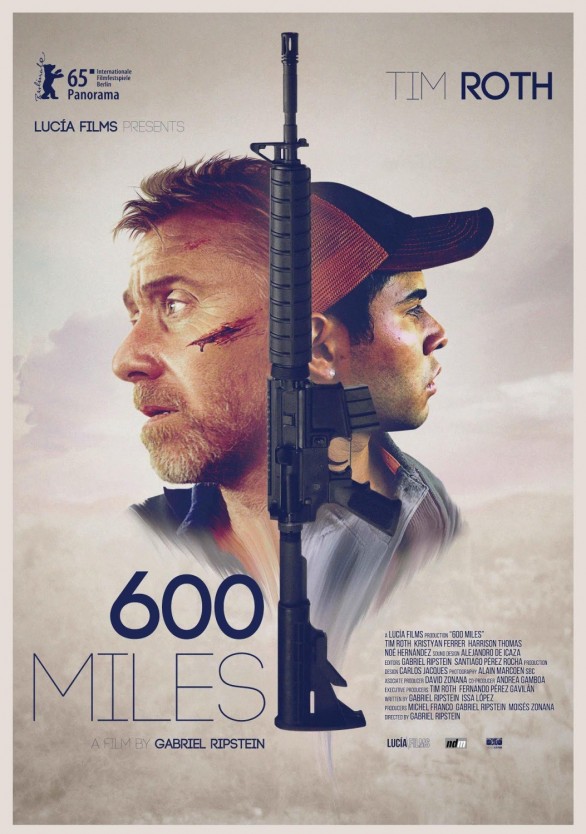 Berlinale
65
Internationale
Filmfestspiele
Berlin
Panorama
TIM ROTH
LUCÍA FILMS PRESENTS
600
MILES
A FILM BY GABRIEL RIPSTEIN
A LUCÍA FILMS PRODUCTION "600 MILES"
TIM ROTH KRISTYAN FERRER HARRISON THOMAS
NOÉ HERNÁNDEZ SOUND DESIGN ALEJANDRO DE ICAZA
EDITORS GABRIEL RIPSTEIN SANTIAGO PÉREZ ROCHA PRODUCTION
DESIGN CARLOS JACQUES PHOTOGRAPHY ALAIN MARCOEN SBC
ASOCIATE PRODUCER DAVID ZONANA CO-PRODUCER ANDREA GAMBOA
EXECUTIVE PRODUCERS TIM ROTH FERNANDO PÉREZ GAVILÁN
WRITTEN BY GABRIEL RIPSTEIN ISSA LÓPEZ
PRODUCERS MICHEL FRANCO GABRIEL RIPSTEIN MOISÉS ZONANA
DIRECTED BY GABRIEL RIPSTEIN
LUCÍA FILMS ndm